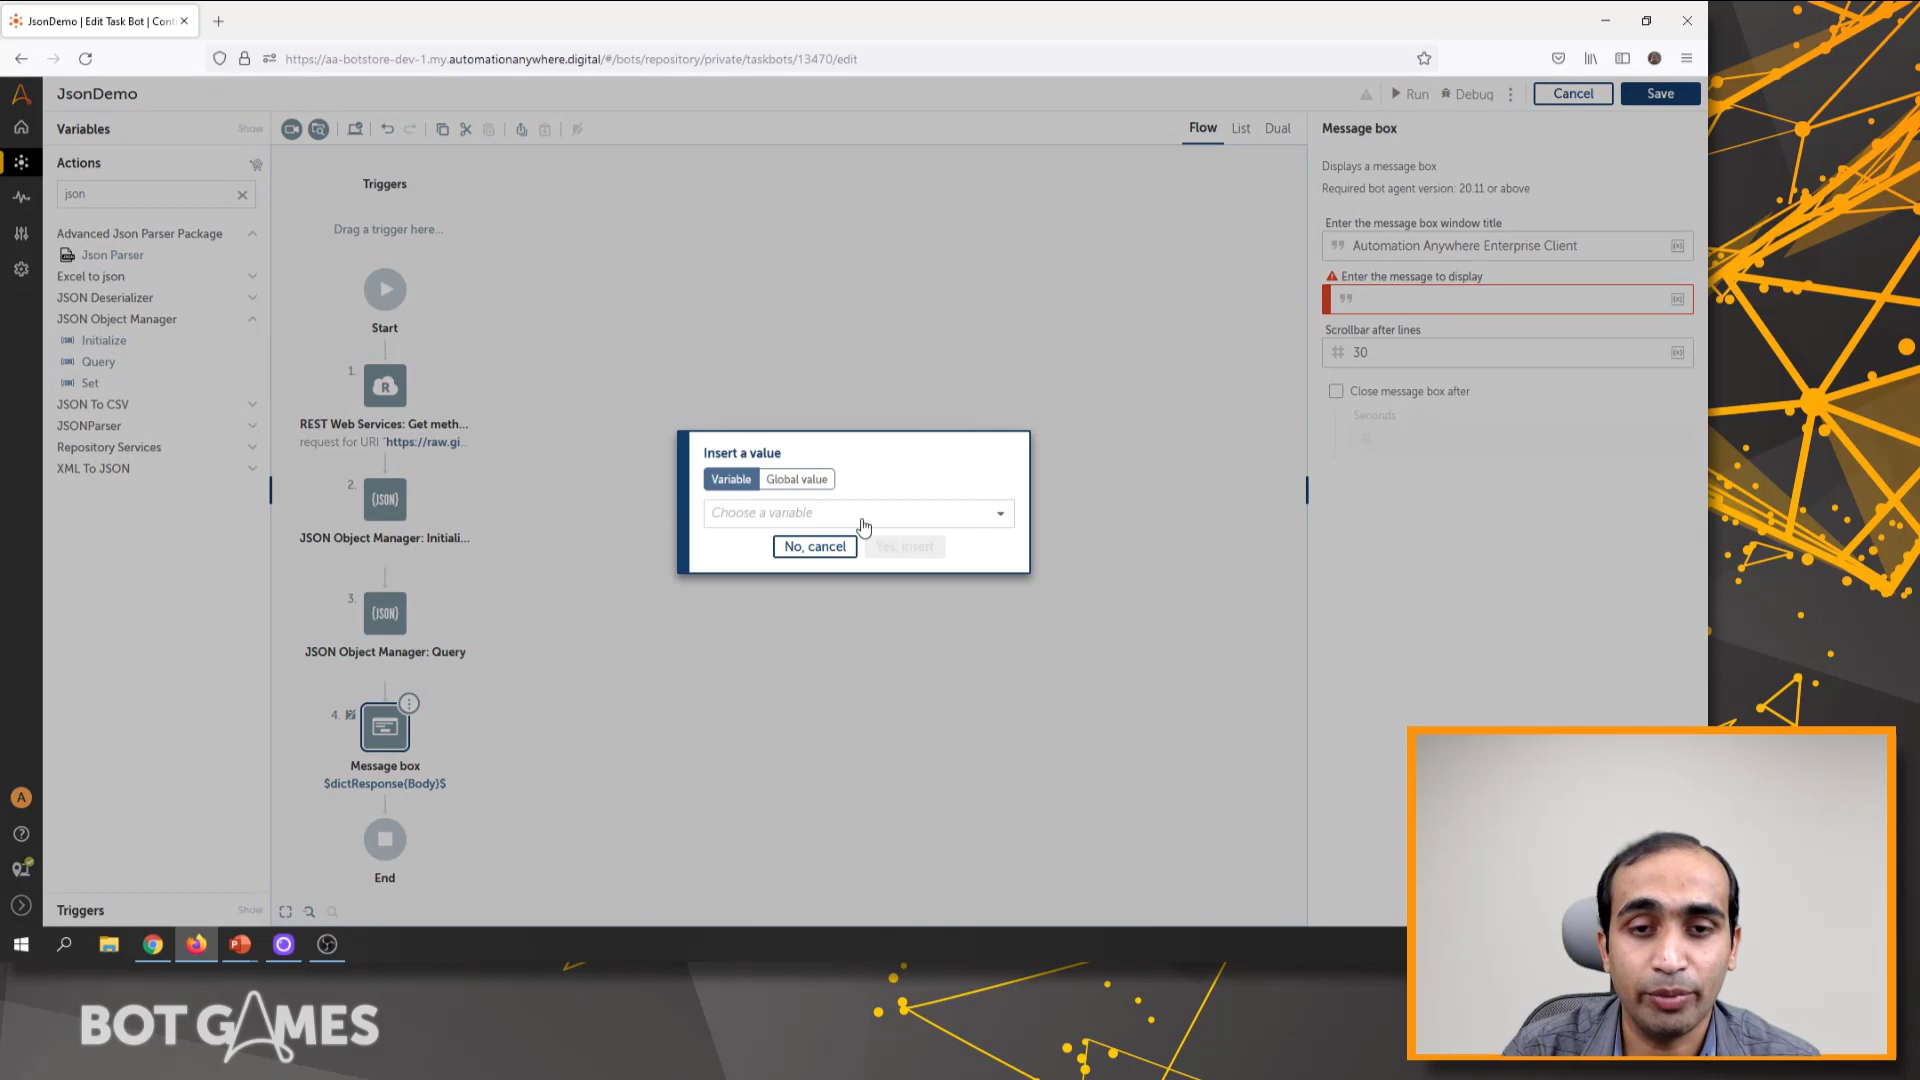 JsonDemo | Edit Task Bot | Cont
https://aa-botstore-dev-1.my.automationanywhere.digital/#/bots/repository/private/taskbots/13470/edit
JsonDemo
Run
Debug
Cancel
Save
Variables
Show
Flow
List
Dual
Message box
Actions
json
Triggers
Displays a message box
Required bot agent version: 20.11 or above
Drag a trigger here...
Enter the message box window title
Automation Anywhere Enterprise Client
Enter the message to display
Scrollbar after lines
30
Close message box after
Seconds
Advanced Json Parser Package
Json Parser
Excel to json
JSON Deserializer
JSON Object Manager
Initialize
Query
Set
JSON To CSV
JSONParser
Repository Services
XML To JSON
Start
1.
R
REST Web Services: Get meth...
request for URI "https://raw.gi...
2.
{JSON}
JSON Object Manager: Initiali...
3.
{JSON}
JSON Object Manager: Query
4.
Message box
$dictResponse{Body}$
End
Insert a value
Variable
Global value
Choose a variable
No, cancel
Yes, insert
A
Triggers
Show
BOT GAMES